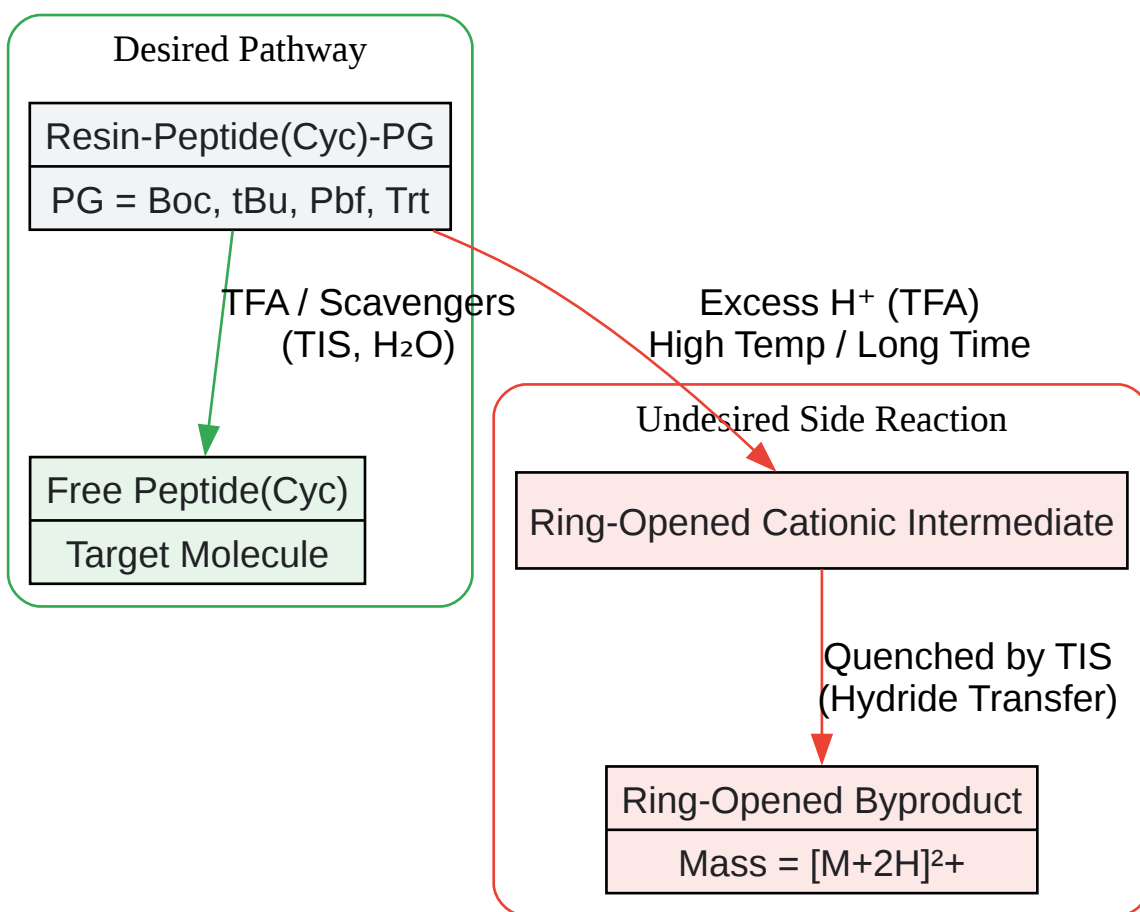 Desired Pathway
Resin-Peptide(Cyc)-PG
PG = Boc, tBu, Pbf, Trt
TFA / Scavengers
(TIS, H₂O)
Free Peptide(Cyc)
Target Molecule
Excess H⁺ (TFA)
High Temp / Long Time
Undesired Side Reaction
Ring-Opened Cationic Intermediate
Quenched by TIS
(Hydride Transfer)
Ring-Opened Byproduct
Mass = [M+2H]²+